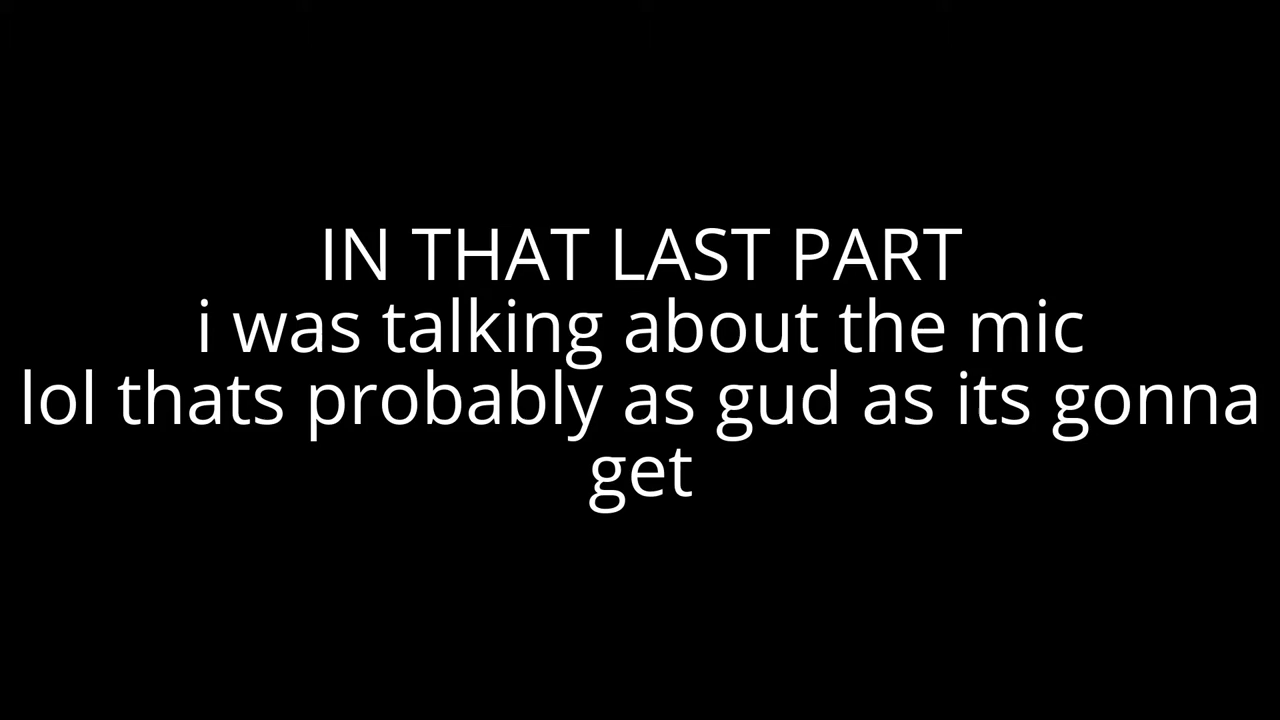 IN THAT LAST PART
i was talking about the mic
lol thats probably as gud as its gonna
get